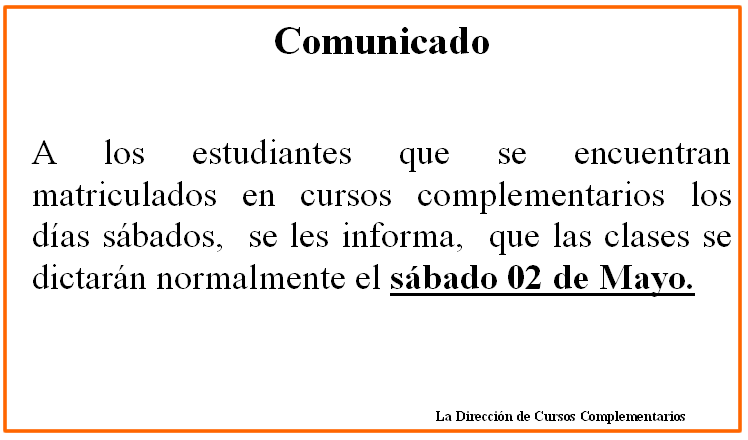 Comunicado
A los estudiantes que se encuentran
matriculados en cursos complementarios los
días sábados, se les informa, que las clases se
dictarán normalmente el sábado 02 de Mayo.
La Dirección de Cursos Complementarios